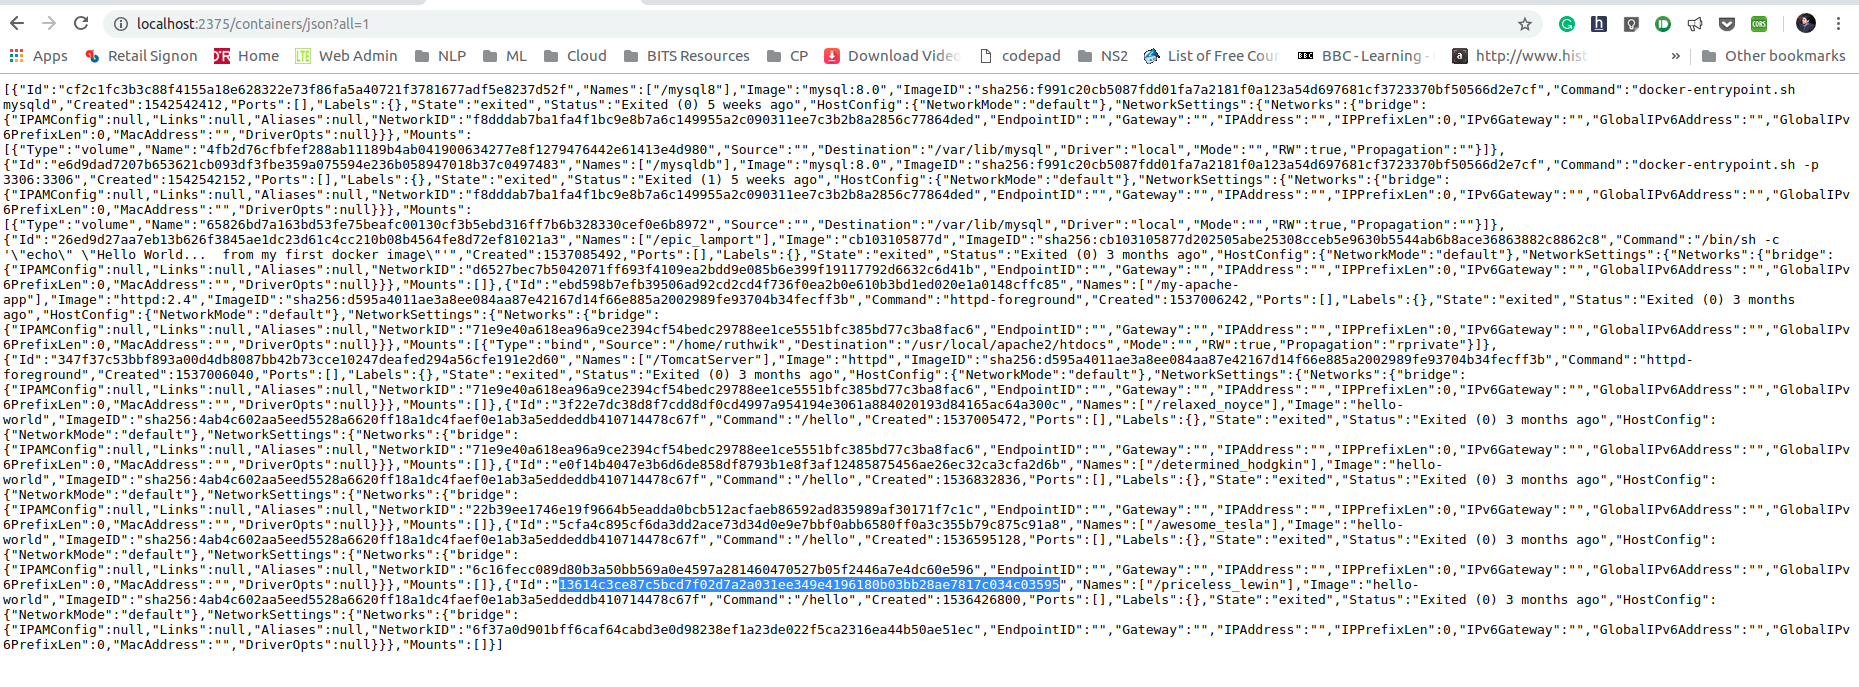 localhost:2375/containers/json?all=1
Apps Retail Signon Home Web Admin NLP ML Cloud BITS Resources CP Download Vide codepad NS2 List of Free Cour BBC - Learning - http://www.hist » Other bookmarks
[{"Id":"cf2c1fc3b3c88f4155a18e628322e73f86fa5a40721f3781677adf5e8237d52f","Names":["/mysql8"],"Image":"mysql:8.0","ImageID":"sha256:f991c20cb5087fdd01fa7a2181f0a123a54d697681cf3723370bf50566d2e7cf","Command":"docker-entrypoint.sh
mysqld","Created":1542542412,"Ports":[],"Labels":{},"State":"exited","Status":"Exited (0) 5 weeks ago","HostConfig":{"NetworkMode":"default"},"NetworkSettings":{"Networks":{"bridge":
{"IPAMConfig":null,"Links":null,"Aliases":null,"NetworkID":"f8dddab7ba1fa4f1bc9e8b7a6c149955a2c090311ee7c3b2b8a2856c77864ded","EndpointID":"","Gateway":"","IPAddress":"","IPPrefixLen":0,"IPv6Gateway":"","GlobalIPv6Address":"","GlobalIPv
6PrefixLen":0,"MacAddress":"","DriverOpts":null}}},"Mounts":
[{"Type":"volume","Name":"4fb2d76cfbfef288ab11189b4ab041900634277e8f1279476442e61413e4d980","Source":"","Destination":"/var/lib/mysql","Driver":"local","Mode":"","RW":true,"Propagation":""}]},
{"Id":"e6d9dad7207b653621cb093df3fbe359a075594e236b058947018b37c0497483","Names":["/mysqldb"],"Image":"mysql:8.0","ImageID":"sha256:f991c20cb5087fdd01fa7a2181f0a123a54d697681cf3723370bf50566d2e7cf","Command":"docker-entrypoint.sh -p
3306:3306","Created":1542542152,"Ports":[],"Labels":{},"State":"exited","Status":"Exited (1) 5 weeks ago","HostConfig":{"NetworkMode":"default"},"NetworkSettings":{"Networks":{"bridge":
{"IPAMConfig":null,"Links":null,"Aliases":null,"NetworkID":"f8dddab7ba1fa4f1bc9e8b7a6c149955a2c090311ee7c3b2b8a2856c77864ded","EndpointID":"","Gateway":"","IPAddress":"","IPPrefixLen":0,"IPv6Gateway":"","GlobalIPv6Address":"","GlobalIPv
6PrefixLen":0,"MacAddress":"","DriverOpts":null}}},"Mounts":
[{"Type":"volume","Name":"65826bd7a163bd53fe75beafc00130cf3b5ebd316ff7b6b328330cef0e6b8972","Source":"","Destination":"/var/lib/mysql","Driver":"local","Mode":"","RW":true,"Propagation":""}]},
{"Id":"26ed9d27aa7eb13b626f3845ae1dc23d61c4cc210b08b4564fe8d72ef81021a3","Names":["/epic_lamport"],"Image":"cb103105877d","ImageID":"sha256:cb103105877d202505abe25308cceb5e9630b5544ab6b8ace36863882c8862c8","Command":"/bin/sh -c
'\"echo\" \"Hello World...  from my first docker image\"'","Created":1537085492,"Ports":[],"Labels":{},"State":"exited","Status":"Exited (0) 3 months ago","HostConfig":{"NetworkMode":"default"},"NetworkSettings":{"Networks":{"bridge":
{"IPAMConfig":null,"Links":null,"Aliases":null,"NetworkID":"d6527bec7b5042071ff693f4109ea2bdd9e085b6e399f19117792d6632c6d41b","EndpointID":"","Gateway":"","IPAddress":"","IPPrefixLen":0,"IPv6Gateway":"","GlobalIPv6Address":"","GlobalIPv
6PrefixLen":0,"MacAddress":"","DriverOpts":null}}},"Mounts":[]},{"Id":"ebd598b7efb39506ad92cd2cd4f736f0ea2b0e610b3bd1ed020e1a0148cffc85","Names":["/my-apache-
app"],"Image":"httpd:2.4","ImageID":"sha256:d595a4011ae3a8ee084aa87e42167d14f66e885a2002989fe93704b34fecff3b","Command":"httpd-foreground","Created":1537006242,"Ports":[],"Labels":{},"State":"exited","Status":"Exited (0) 3 months
ago","HostConfig":{"NetworkMode":"default"},"NetworkSettings":{"Networks":{"bridge":
{"IPAMConfig":null,"Links":null,"Aliases":null,"NetworkID":"71e9e40a618ea96a9ce2394cf54bedc29788ee1ce5551bfc385bd77c3ba8fac6","EndpointID":"","Gateway":"","IPAddress":"","IPPrefixLen":0,"IPv6Gateway":"","GlobalIPv6Address":"","GlobalIPv
6PrefixLen":0,"MacAddress":"","DriverOpts":null}}},"Mounts":[{"Type":"bind","Source":"/home/ruthwik","Destination":"/usr/local/apache2/htdocs","Mode":"","RW":true,"Propagation":"rprivate"}]},
{"Id":"347f37c53bbf893a00d4db8087bb42b73cce10247deafed294a56cfe191e2d60","Names":["/TomcatServer"],"Image":"httpd","ImageID":"sha256:d595a4011ae3a8ee084aa87e42167d14f66e885a2002989fe93704b34fecff3b","Command":"httpd-
foreground","Created":1537006040,"Ports":[],"Labels":{},"State":"exited","Status":"Exited (0) 3 months ago","HostConfig":{"NetworkMode":"default"},"NetworkSettings":{"Networks":{"bridge":
{"IPAMConfig":null,"Links":null,"Aliases":null,"NetworkID":"71e9e40a618ea96a9ce2394cf54bedc29788ee1ce5551bfc385bd77c3ba8fac6","EndpointID":"","Gateway":"","IPAddress":"","IPPrefixLen":0,"IPv6Gateway":"","GlobalIPv6Address":"","GlobalIPv
6PrefixLen":0,"MacAddress":"","DriverOpts":null}}},"Mounts":[]},{"Id":"3f22e7dc38d8f7cdd8df0cd4997a954194e3061a884020193d84165ac64a300c","Names":["/relaxed_noyce"],"Image":"hello-
world","ImageID":"sha256:4ab4c602aa5eed5528a6620ff18a1dc4faef0e1ab3a5eddeddb410714478c67f","Command":"/hello","Created":1537005472,"Ports":[],"Labels":{},"State":"exited","Status":"Exited (0) 3 months ago","HostConfig":
{"NetworkMode":"default"},"NetworkSettings":{"Networks":{"bridge":
{"IPAMConfig":null,"Links":null,"Aliases":null,"NetworkID":"71e9e40a618ea96a9ce2394cf54bedc29788ee1ce5551bfc385bd77c3ba8fac6","EndpointID":"","Gateway":"","IPAddress":"","IPPrefixLen":0,"IPv6Gateway":"","GlobalIPv6Address":"","GlobalIPv
6PrefixLen":0,"MacAddress":"","DriverOpts":null}}},"Mounts":[]},{"Id":"e0f14b4047e3b6d6de858df8793b1e8f3af12485875456ae26ec32ca3cfa2d6b","Names":["/determined_hodgkin"],"Image":"hello-
world","ImageID":"sha256:4ab4c602aa5eed5528a6620ff18a1dc4faef0e1ab3a5eddeddb410714478c67f","Command":"/hello","Created":1536832836,"Ports":[],"Labels":{},"State":"exited","Status":"Exited (0) 3 months ago","HostConfig":
{"NetworkMode":"default"},"NetworkSettings":{"Networks":{"bridge":
{"IPAMConfig":null,"Links":null,"Aliases":null,"NetworkID":"22b39ee1746e19f9664b5eadda0bcb512acfaeb86592ad835989af30171f7c1c","EndpointID":"","Gateway":"","IPAddress":"","IPPrefixLen":0,"IPv6Gateway":"","GlobalIPv6Address":"","GlobalIPv
6PrefixLen":0,"MacAddress":"","DriverOpts":null}}},"Mounts":[]},{"Id":"5cfa4c895cf6da3dd2ace73d34d0e9e7bbf0abb6580ff0a3c355b79c875c91a8","Names":["/awesome_tesla"],"Image":"hello-
world","ImageID":"sha256:4ab4c602aa5eed5528a6620ff18a1dc4faef0e1ab3a5eddeddb410714478c67f","Command":"/hello","Created":1536595128,"Ports":[],"Labels":{},"State":"exited","Status":"Exited (0) 3 months ago","HostConfig":
{"NetworkMode":"default"},"NetworkSettings":{"Networks":{"bridge":
{"IPAMConfig":null,"Links":null,"Aliases":null,"NetworkID":"6c16fecc089d80b3a50bb569a0e4597a281460470527b05f2446a7e4dc60e596","EndpointID":"","Gateway":"","IPAddress":"","IPPrefixLen":0,"IPv6Gateway":"","GlobalIPv6Address":"","GlobalIPv
6PrefixLen":0,"MacAddress":"","DriverOpts":null}}},"Mounts":[]},{"Id":"13614c3ce87c5bcd7f02d7a2a031ee349e4196180b03bb28ae7817c034c03595","Names":["/priceless_lewin"],"Image":"hello-
world","ImageID":"sha256:4ab4c602aa5eed5528a6620ff18a1dc4faef0e1ab3a5eddeddb410714478c67f","Command":"/hello","Created":1536426800,"Ports":[],"Labels":{},"State":"exited","Status":"Exited (0) 3 months ago","HostConfig":
{"NetworkMode":"default"},"NetworkSettings":{"Networks":{"bridge":
{"IPAMConfig":null,"Links":null,"Aliases":null,"NetworkID":"6f37a0d901bff6caf64cabd3e0d98238ef1a23de022f5ca2316ea44b50ae51ec","EndpointID":"","Gateway":"","IPAddress":"","IPPrefixLen":0,"IPv6Gateway":"","GlobalIPv6Address":"","GlobalIPv
6PrefixLen":0,"MacAddress":"","DriverOpts":null}}},"Mounts":[]}]